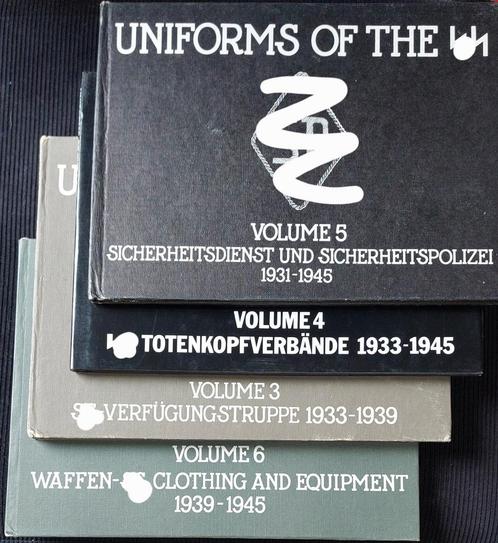 UNIFORMS OF THE
VOLUME 5
SICHERHEITSDIENST UND SICHERHEITSPOLIZEI
1931-1945
VOLUME 4
TOTENKOPFVERBÄNDE 1933-1945
VOLUME 3
VERFÜGUNGSTRUPPE 1933-1939
VOLUME 6
WAFFEN- CLOTHING AND EQUIPMENT
1939-1945